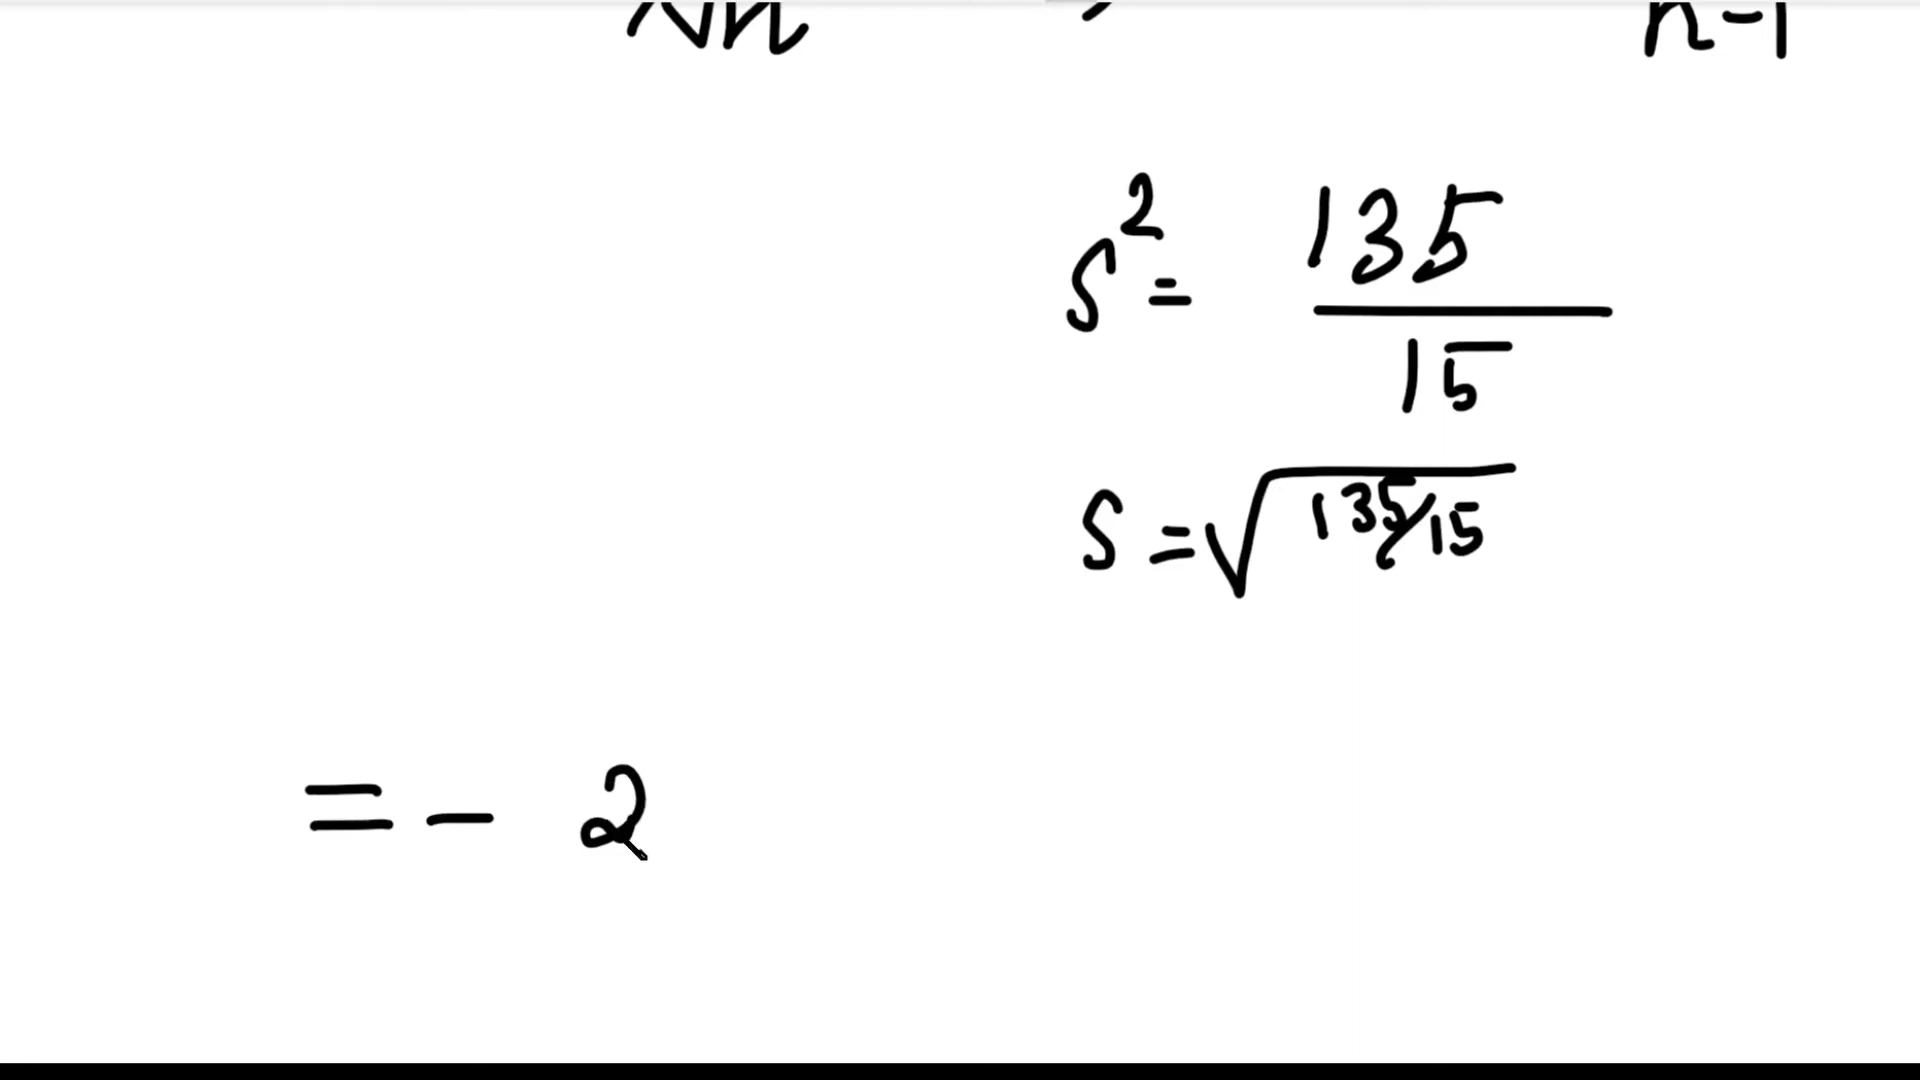 √n n-1
s² = 135
15
s = √135/15
= - 2